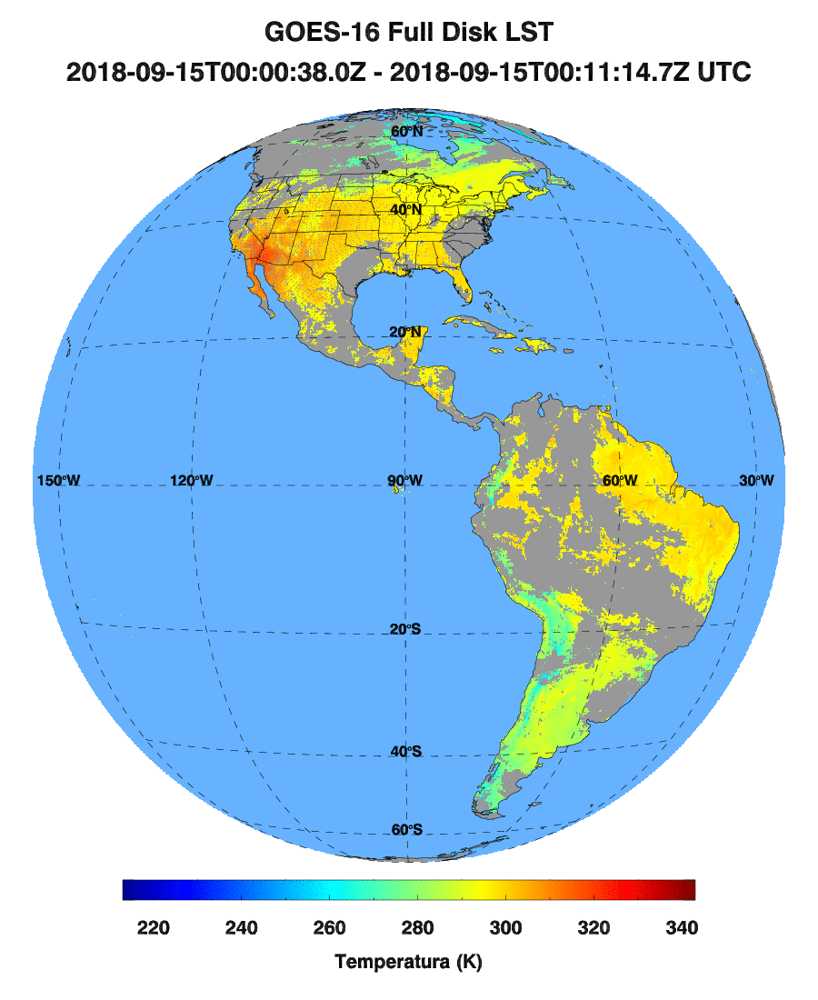 GOES-16 Full Disk LST
2018-09-15T00:00:38.0Z - 2018-09-15T00:11:14.7Z UTC
60°N
40°N
20°N
150°W 120°W 90°W 60°W 30°W
20°S
40°S
60°S
220 240 260 280 300 320 340
Temperatura (K)